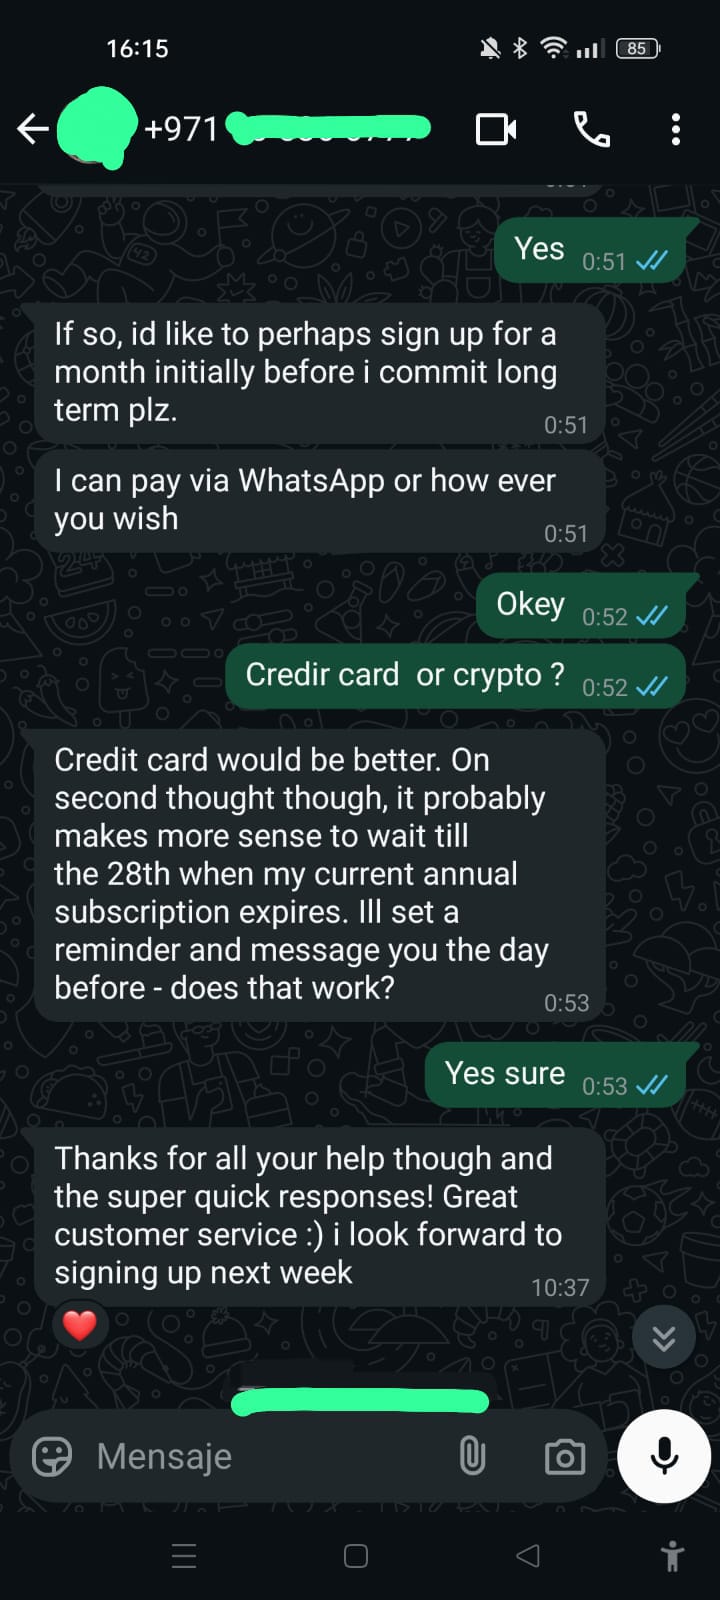 16:15
85
+971
Yes 0:51
If so, id like to perhaps sign up for a
month initially before i commit long
term plz.
0:51
I can pay via WhatsApp or how ever
you wish
0:51
Okey 0:52
Credir card or crypto ? 0:52
Credit card would be better. On
second thought though, it probably
makes more sense to wait till
the 28th when my current annual
subscription expires. Ill set a
reminder and message you the day
before - does that work?
0:53
Yes sure 0:53
Thanks for all your help though and
the super quick responses! Great
customer service :) i look forward to
signing up next week
10:37
Mensaje